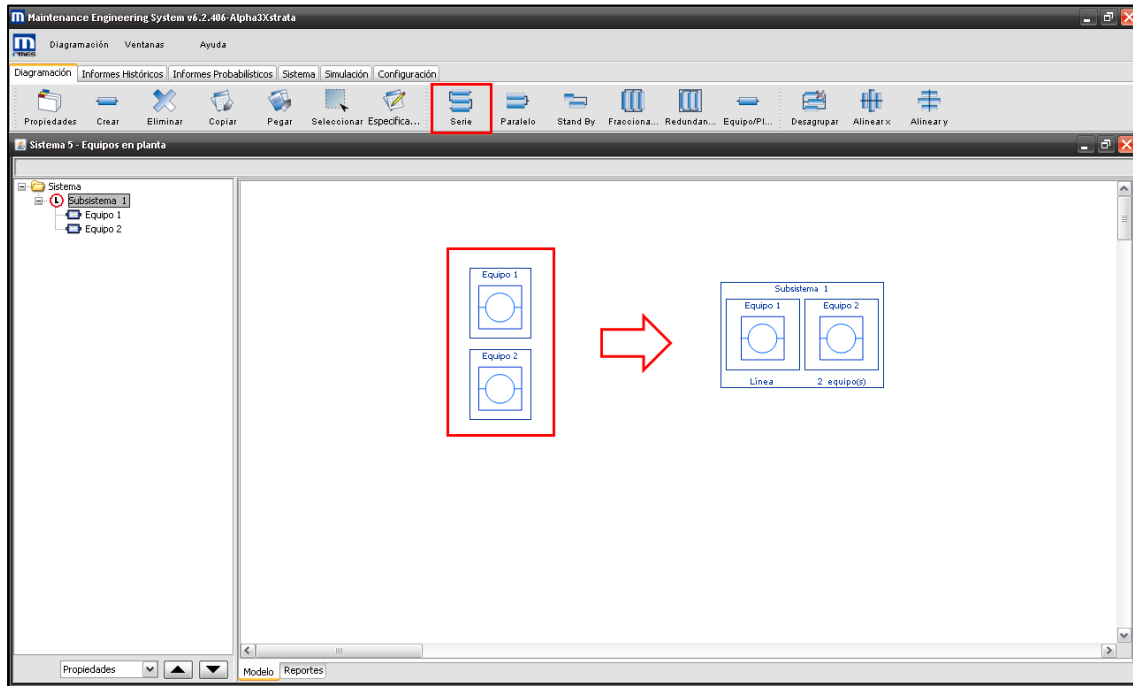 Maintenance Engineering System v6.2.406-Alpha3Xstrata
Diagramación Ventanas Ayuda
Diagramación Informes Históricos Informes Probabilísticos Sistema Simulación Configuración
Propiedades Crear Eliminar Copiar Pegar Seleccionar Especifica... Serie Paralelo Stand By Fracciona... Redundan... Equipo/Pl... Desagrupar Alinear x Alinear y
Sistema 5 - Equipos en planta
Sistema
Subsistema 1
Equipo 1
Equipo 2
Equipo 1
Equipo 2
Subsistema 1
Equipo 1 Equipo 2
Línea 2 equipo(s)
Propiedades
Modelo Reportes